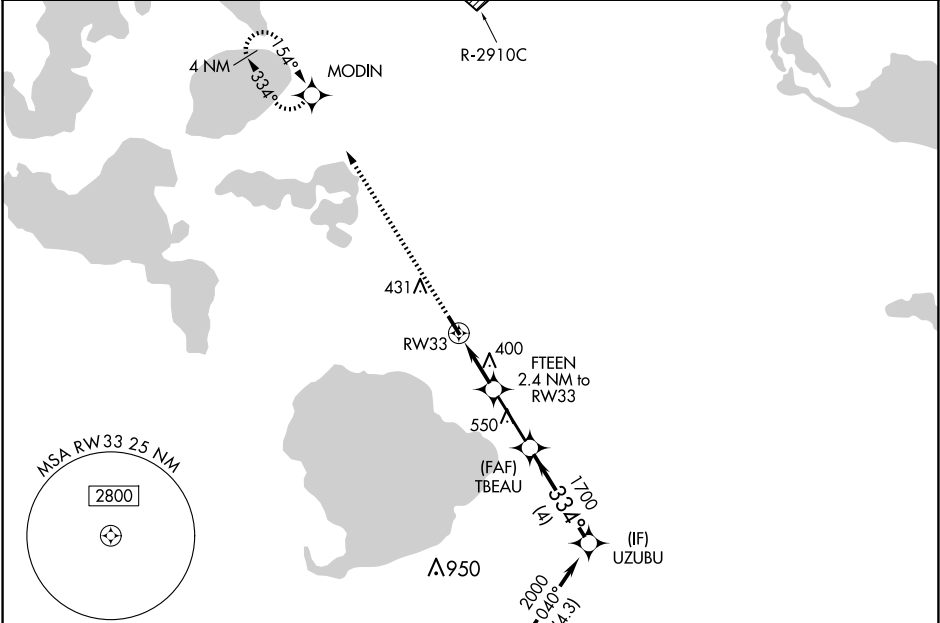 R-2910C
154°
4 NM
334°
MODIN
431
RW33
400
FTEEN
2.4 NM to
RW33
550
(FAF)
TBEAU
1700
334°
(4)
(IF)
UZUBU
MSA RW33 25 NM
2800
950
2000
040°